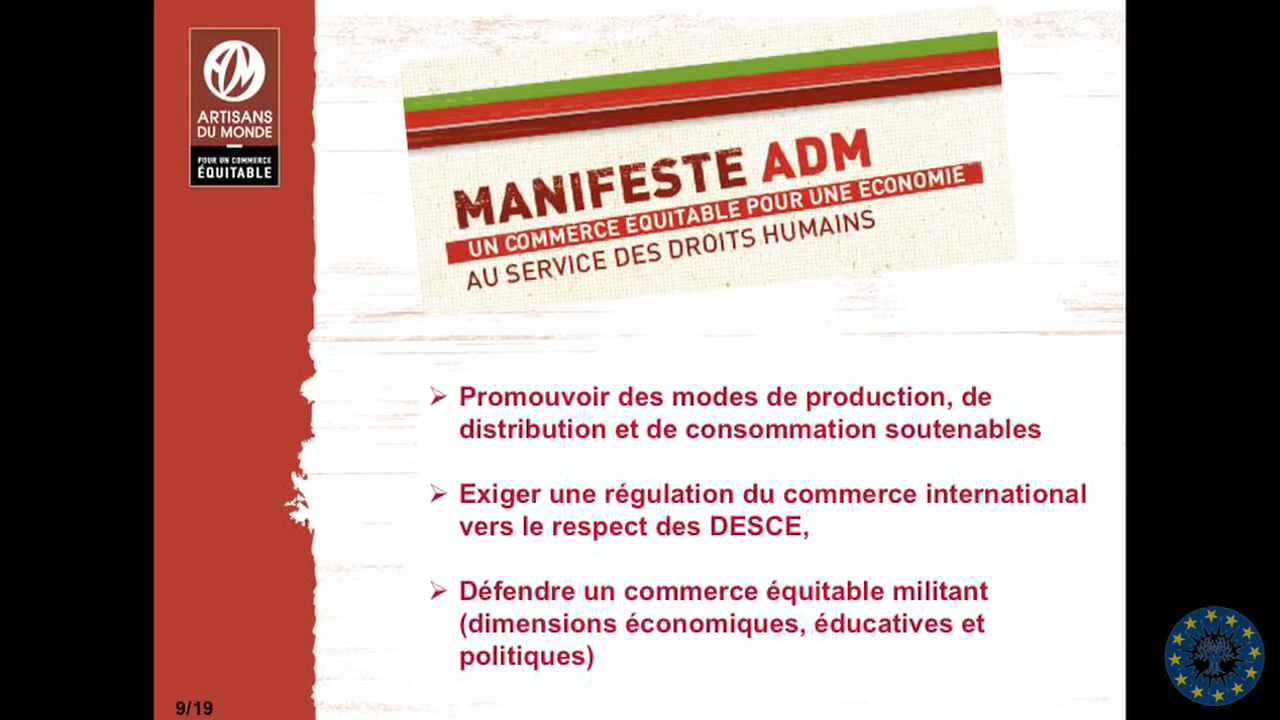 ARTISANS
DU MONDE
POUR UN COMMERCE
ÉQUITABLE
MANIFESTE ADM
UN COMMERCE EQUITABLE POUR UNE ECONOMIE
AU SERVICE DES DROITS HUMAINS
➢ Promouvoir des modes de production, de
distribution et de consommation soutenables
➢ Exiger une régulation du commerce international
vers le respect des DESCE,
➢ Défendre un commerce équitable militant
(dimensions économiques, éducatives et
politiques)
9/19